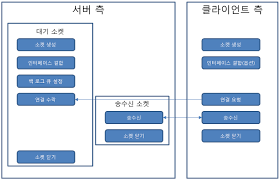 서버 측
클라이언트 측
대기 소켓
소켓 생성
소켓 생성
인터페이스 결합
인터페이스 결합(옵션)
백 로그 큐 설정
연결 수락
연결 요청
송수신 소켓
송수신
송수신
소켓 닫기
소켓 닫기
소켓 닫기